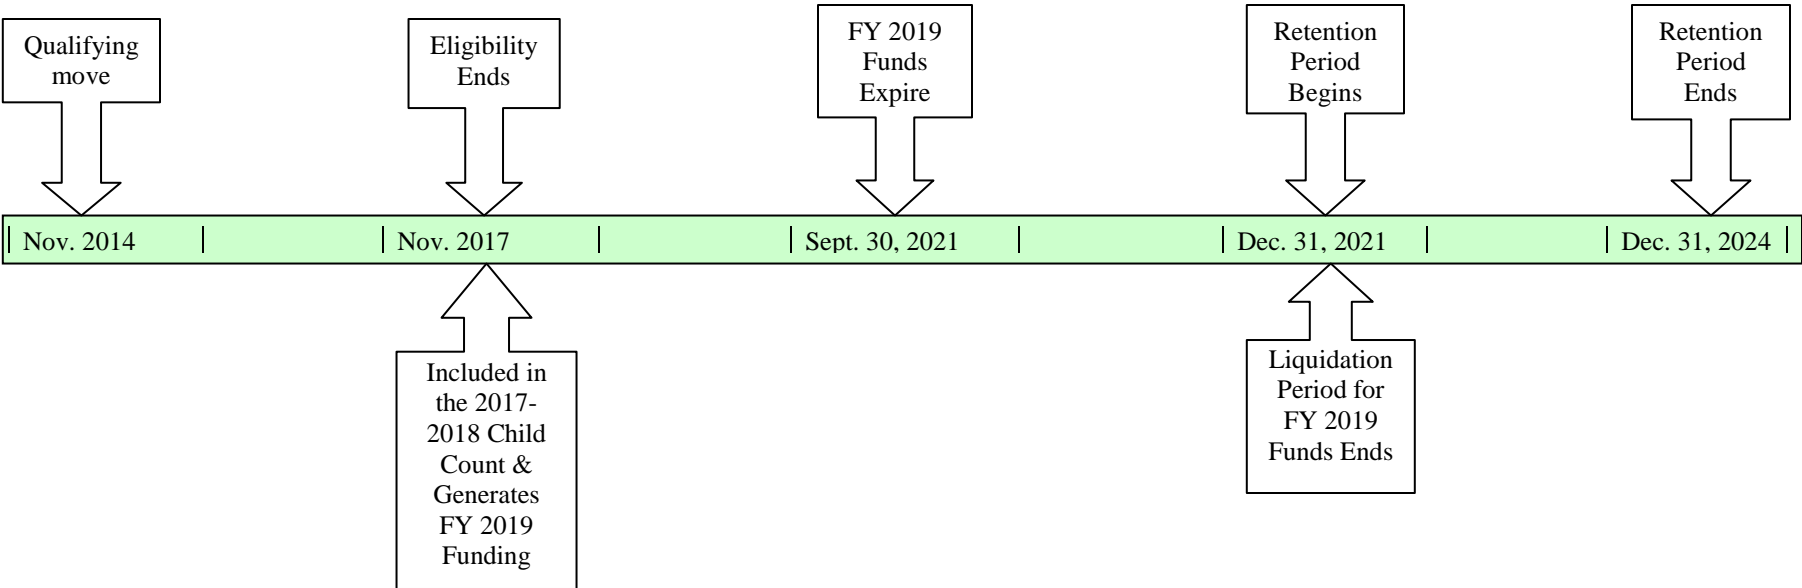 Qualifying
move
Eligibility
Ends
FY 2019
Funds
Expire
Retention
Period
Begins
Retention
Period
Ends
Nov. 2014
Nov. 2017
Sept. 30, 2021
Dec. 31, 2021
Dec. 31, 2024
Included in
the 2017-
2018 Child
Count &
Generates
FY 2019
Funding
Liquidation
Period for
FY 2019
Funds Ends